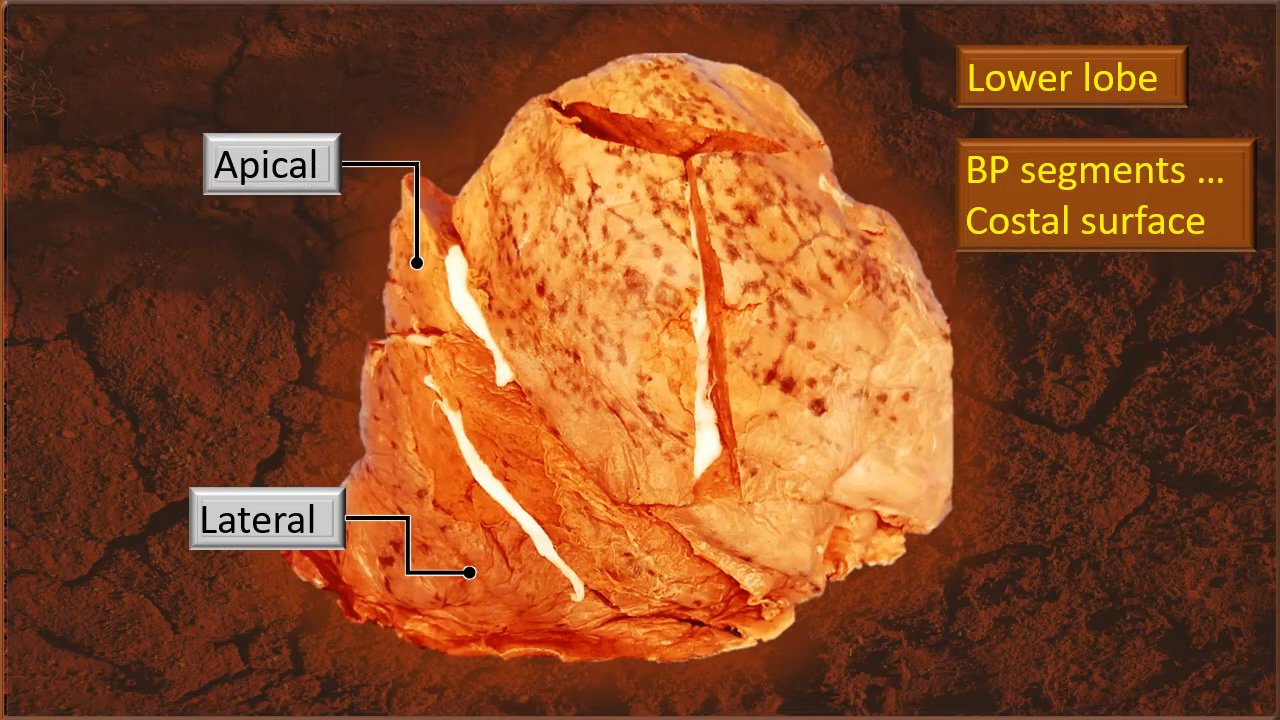 Lower lobe
BP segments ...
Costal surface
Apical
Lateral